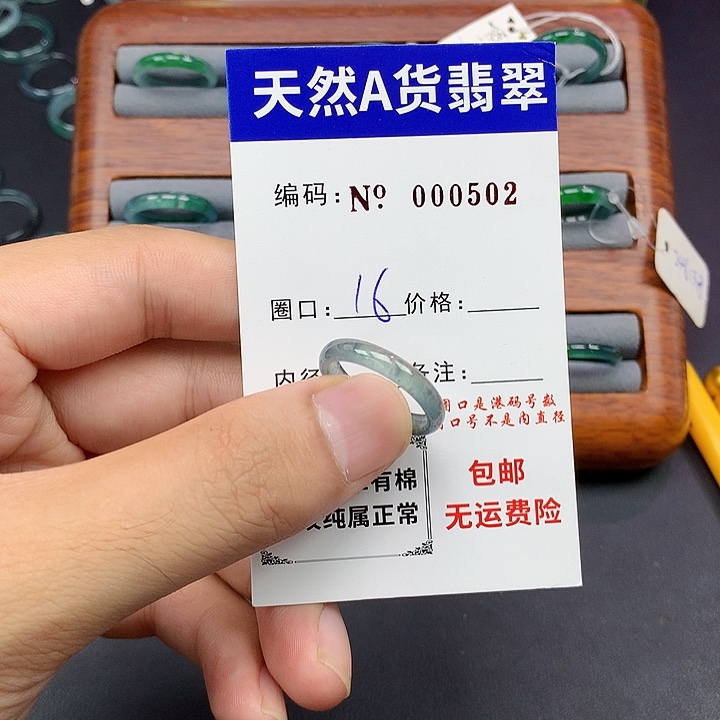 天然A货翡翠
编码: Nº 000502
圈口: 16 价格:
内径 备注:
圈口是港码号数
口号不是内直径
有棉
纯属正常
包邮
无运费险